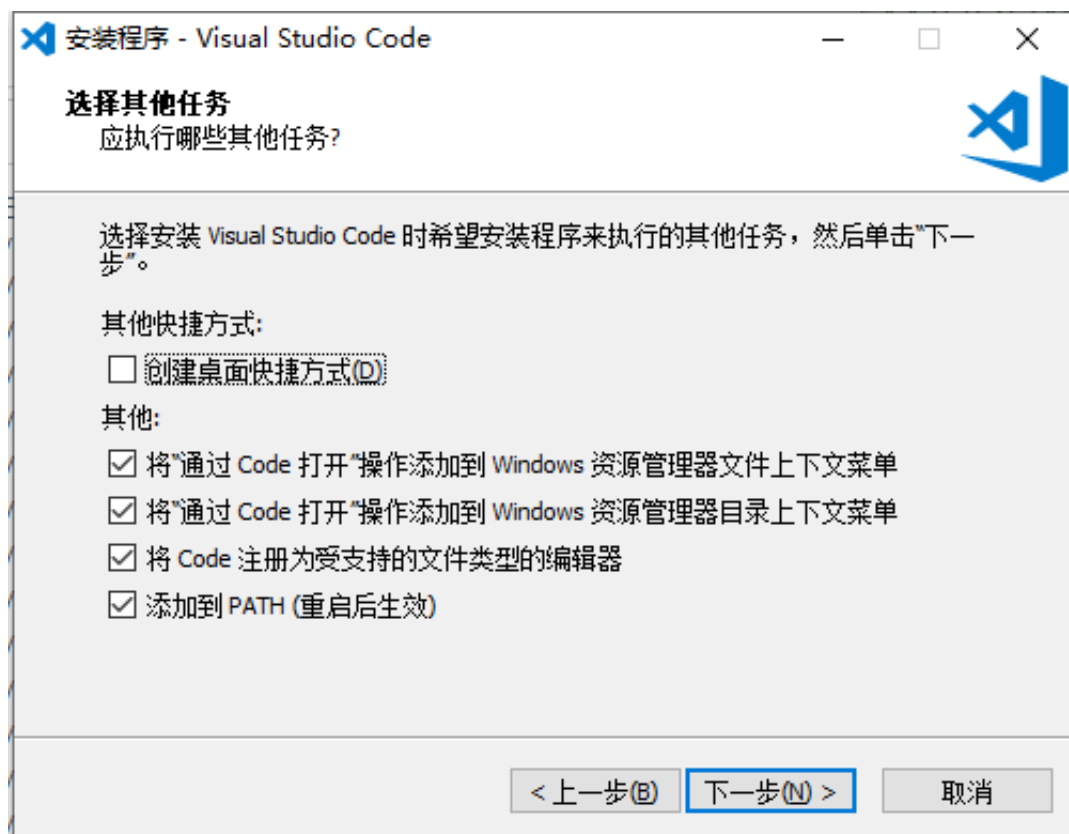 安装程序 - Visual Studio Code
选择其他任务
应执行哪些其他任务?
选择安装 Visual Studio Code 时希望安装程序来执行的其他任务，然后单击"下一
步"。
其他快捷方式:
创建桌面快捷方式(D)
其他:
将"通过 Code 打开"操作添加到 Windows 资源管理器文件上下文菜单
将"通过 Code 打开"操作添加到 Windows 资源管理器目录上下文菜单
将 Code 注册为受支持的文件类型的编辑器
添加到 PATH (重启后生效)
< 上一步(B) 下一步(N) > 取消